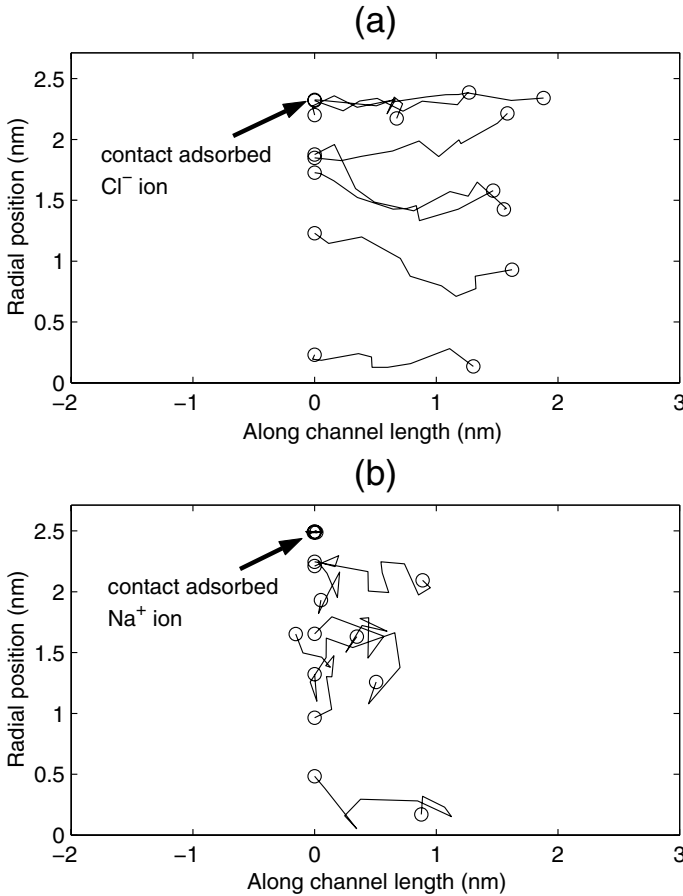 (a)
2.5
2
1.5
1
0.5
0
Radial position (nm)
contact adsorbed
Cl⁻ ion
−2 −1 0 1 2 3
Along channel length (nm)
(b)
2.5
2
1.5
1
0.5
0
Radial position (nm)
contact adsorbed
Na⁺ ion
−2 −1 0 1 2 3
Along channel length (nm)